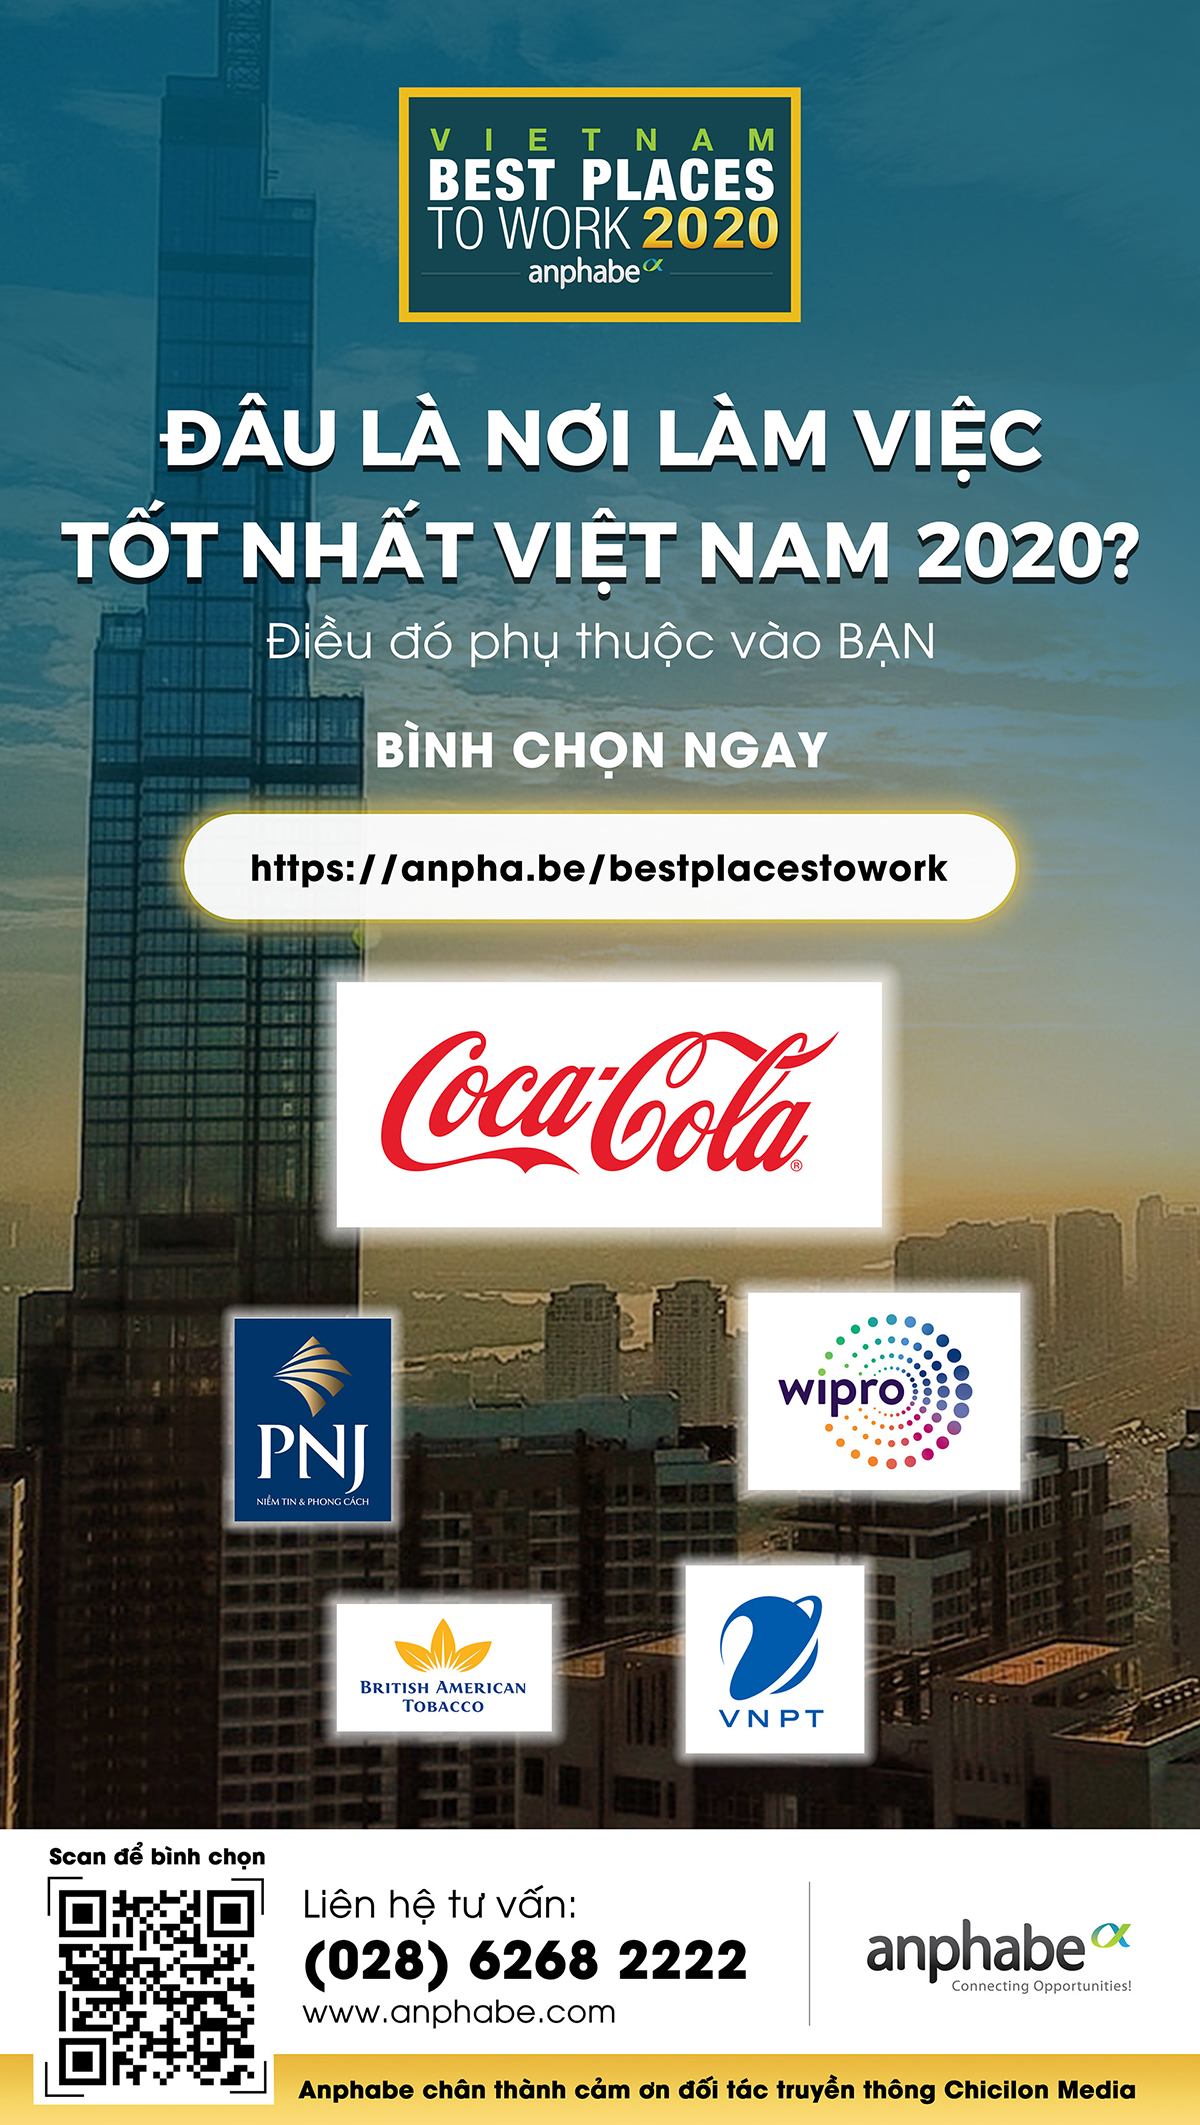 VIETNAM
BEST PLACES
TO WORK 2020
anphabe
ĐÂU LÀ NƠI LÀM VIỆC
TỐT NHẤT VIỆT NAM 2020?
Điều đó phụ thuộc vào BẠN
BÌNH CHỌN NGAY
https://anpha.be/bestplacestowork
Coca-Cola
®
wipro
PNJ
NIỀM TIN & PHONG CÁCH
BRITISH AMERICAN
TOBACCO
VNPT
Scan để bình chọn
Liên hệ tư vấn:
(028) 6268 2222
www.anphabe.com
anphabe
Connecting Opportunities!
Anphabe chân thành cảm ơn đối tác truyền thông Chicilon Media